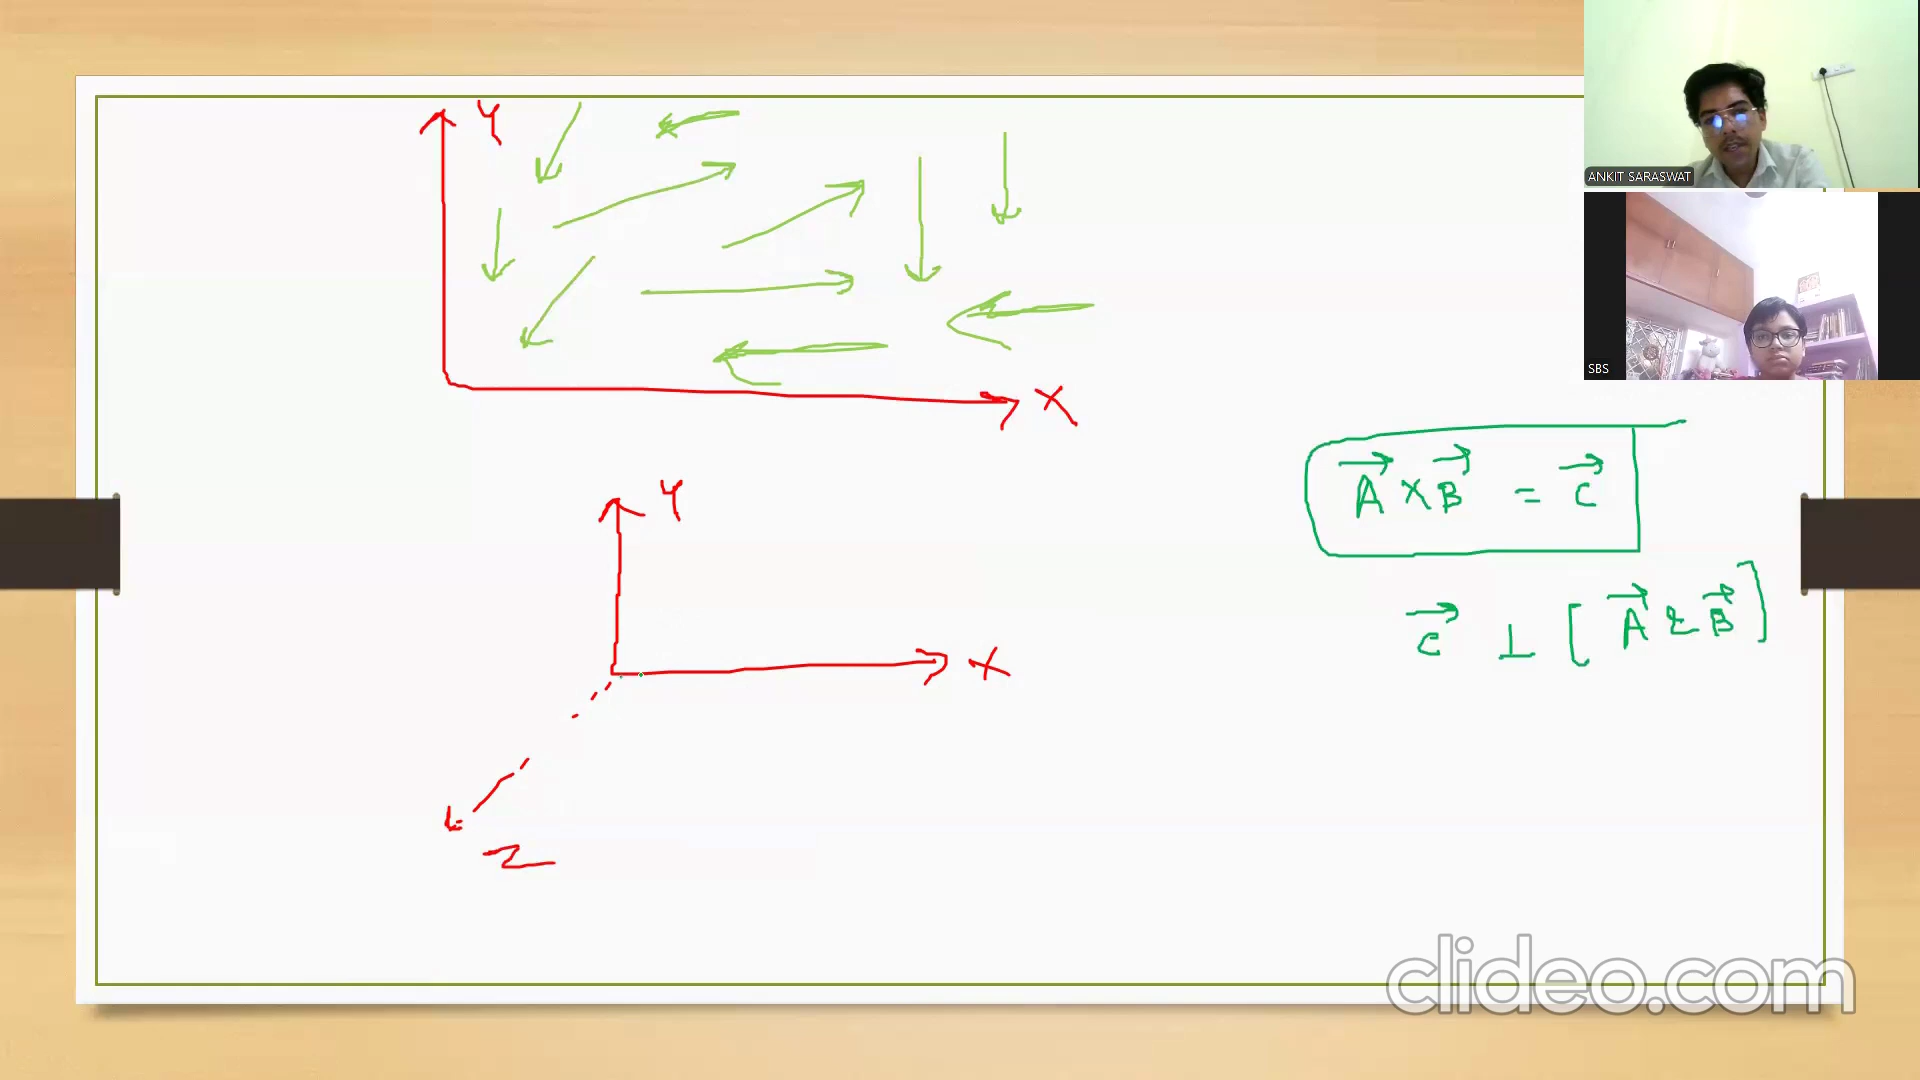 Y
ANKIT SARASWAT
SBS
X
A⃗ × B⃗ = C⃗
Y
C⃗ ⊥ [ A⃗ & B⃗ ]
X
Z
clideo.com